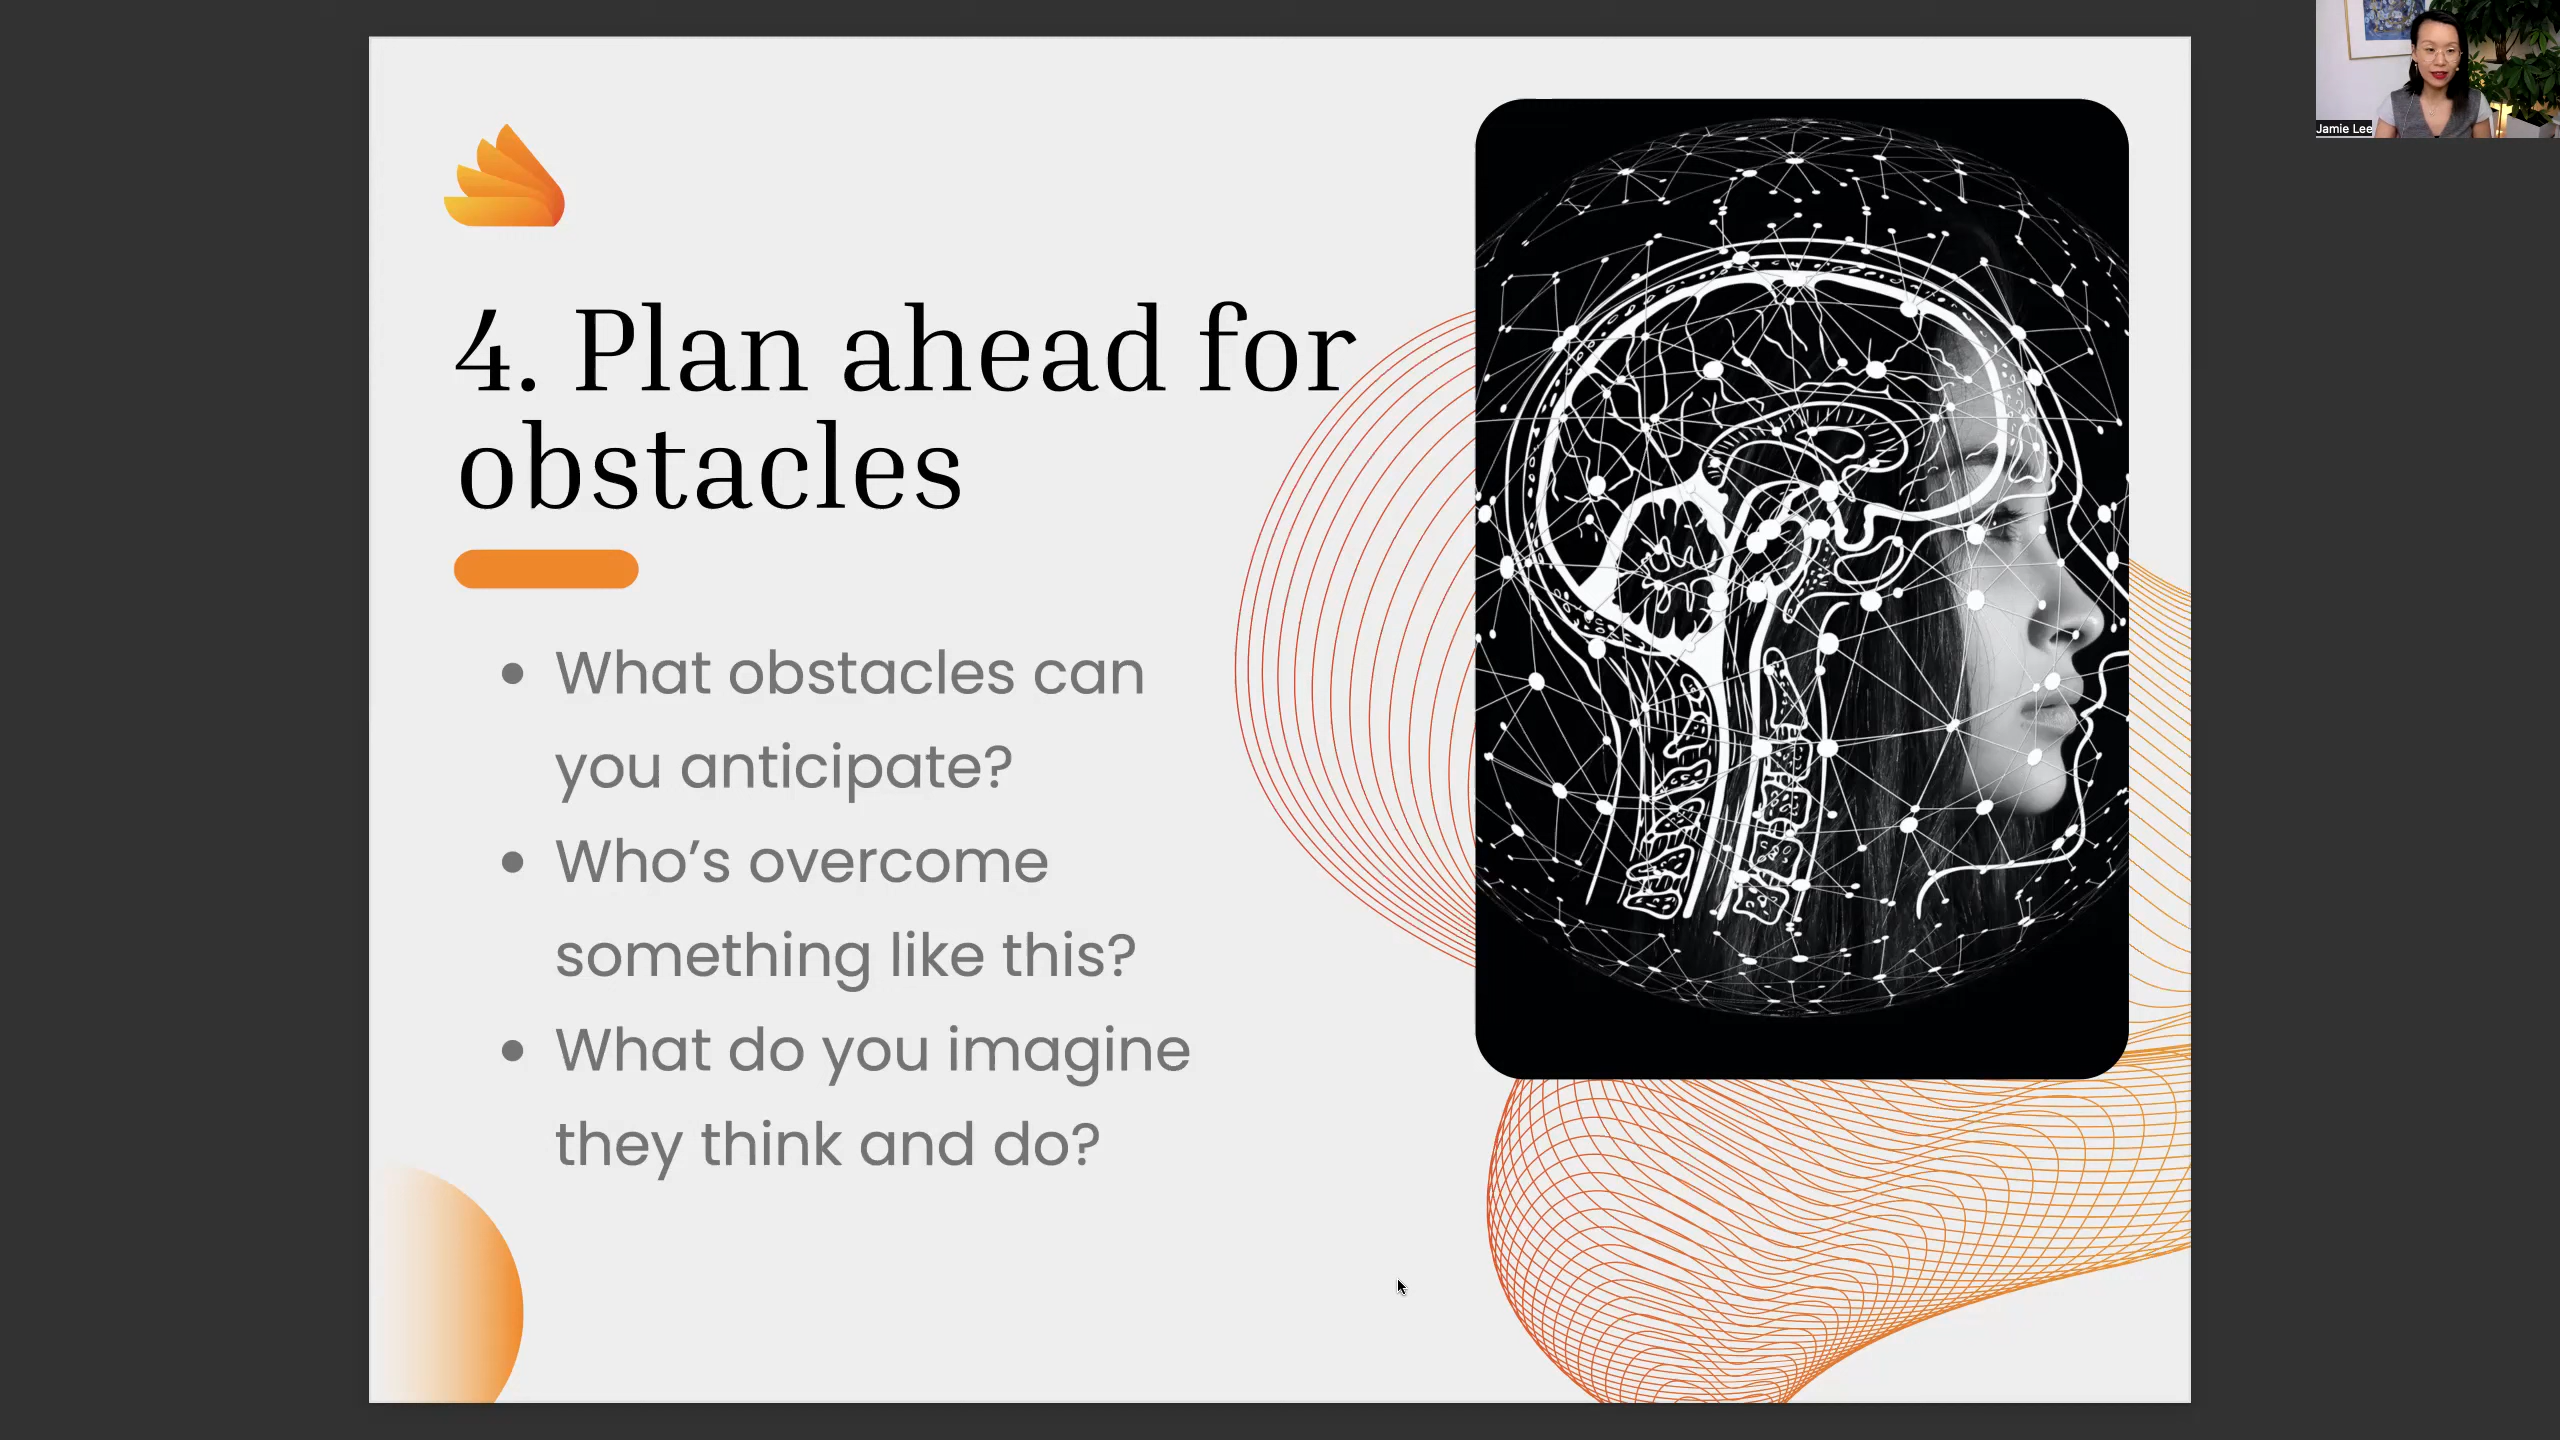 4. Plan ahead for
obstacles
• What obstacles can
you anticipate?
• Who’s overcome
something like this?
• What do you imagine
they think and do?
Jamie Lee